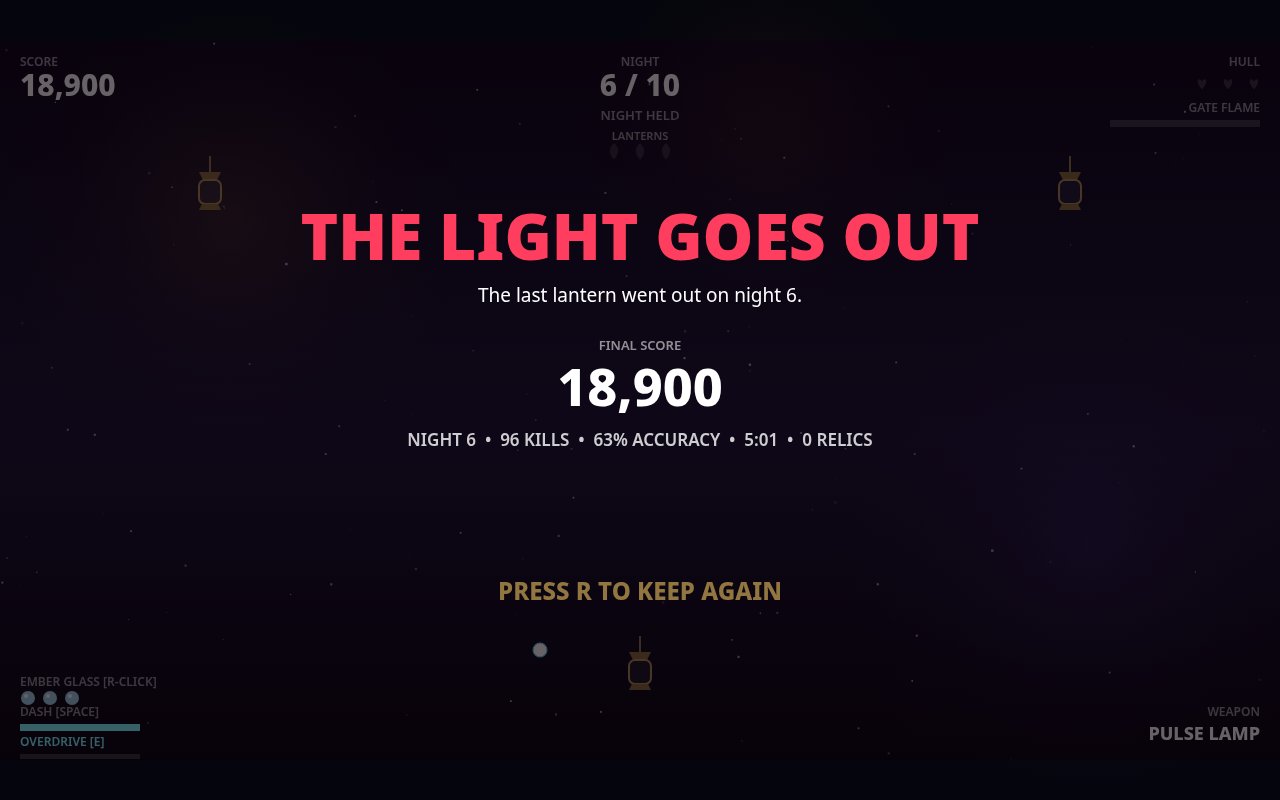 SCORE
18,900
NIGHT
6 / 10
NIGHT HELD
LANTERNS
HULL
GATE FLAME
THE LIGHT GOES OUT
The last lantern went out on night 6.
FINAL SCORE
18,900
NIGHT 6 • 96 KILLS • 63% ACCURACY • 5:01 • 0 RELICS
PRESS R TO KEEP AGAIN
EMBER GLASS [R-CLICK]
DASH [SPACE]
OVERDRIVE [E]
WEAPON
PULSE LAMP